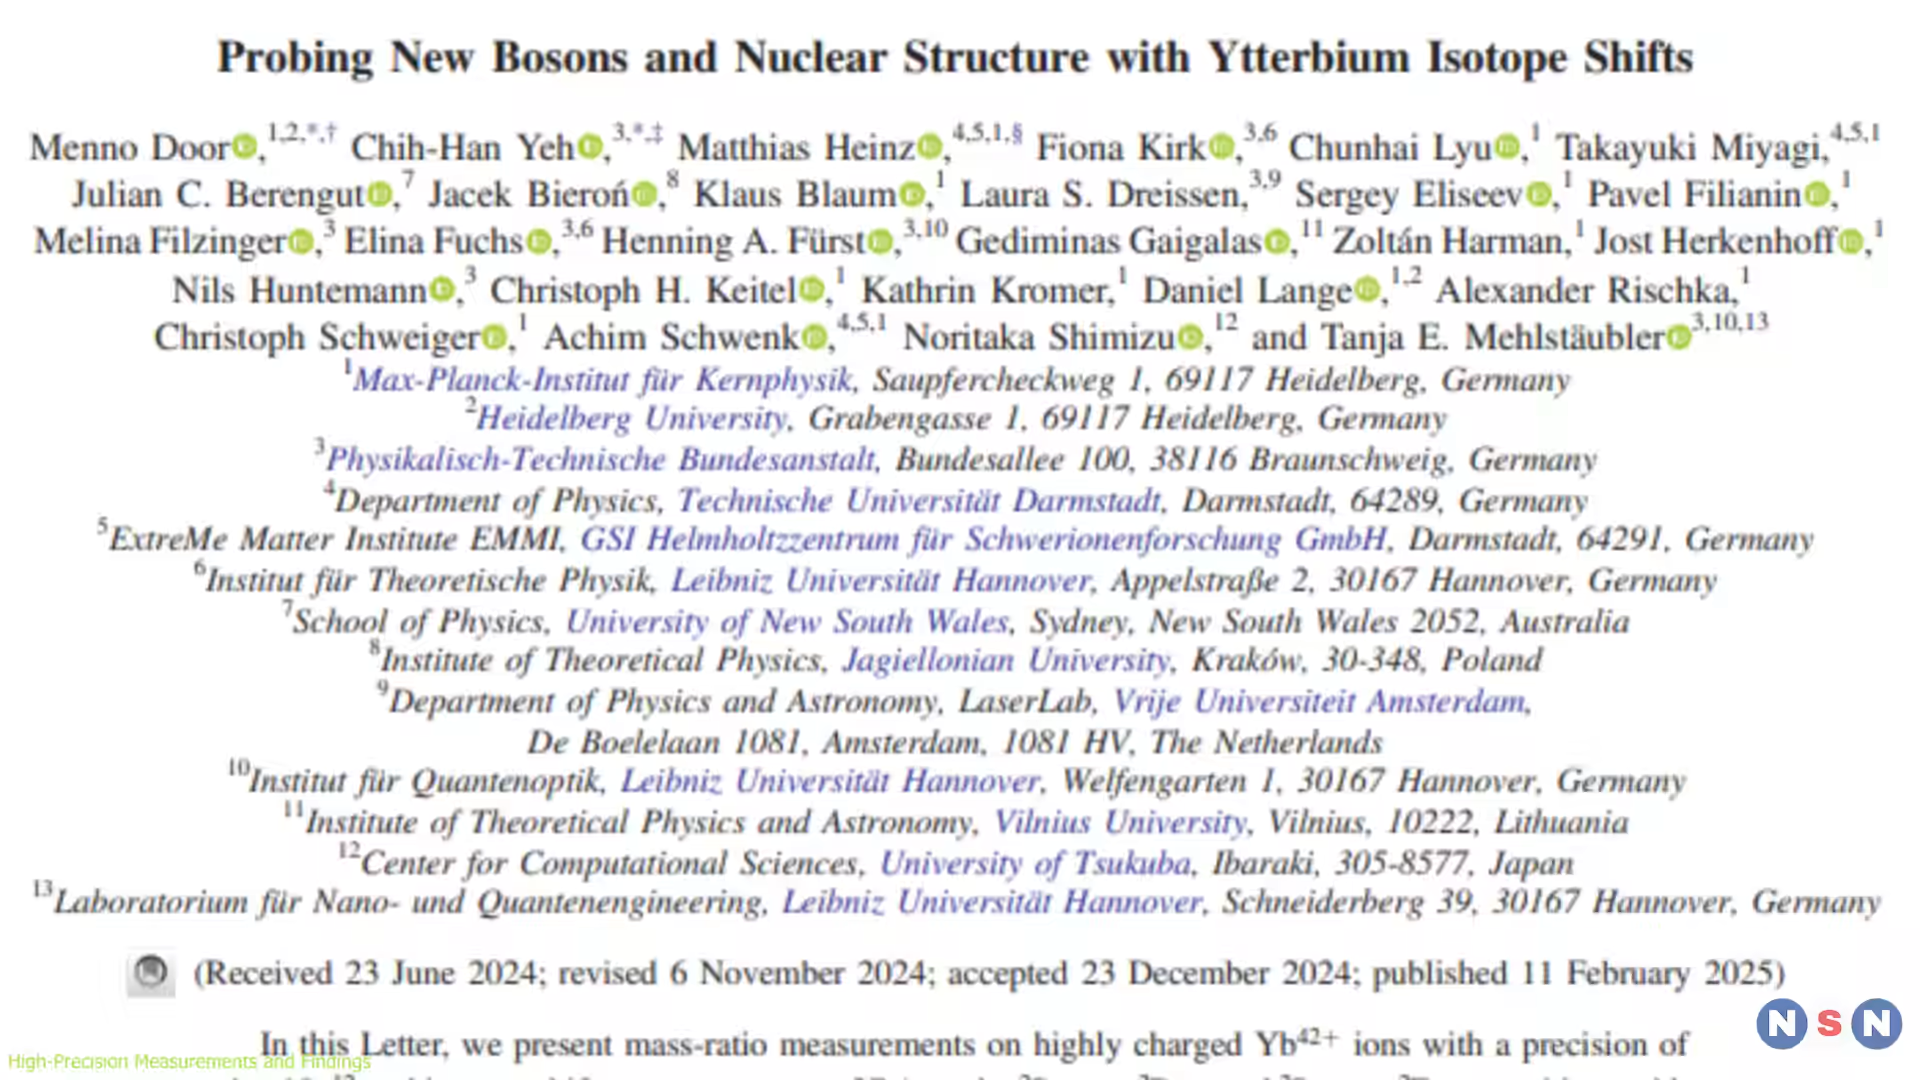 Probing New Bosons and Nuclear Structure with Ytterbium Isotope Shifts
Menno Door,1,2,*,† Chih-Han Yeh,3,*,‡ Matthias Heinz,4,5,1,§ Fiona Kirk,3,6 Chunhai Lyu,1 Takayuki Miyagi,4,5,1
Julian C. Berengut,7 Jacek Bieroń,8 Klaus Blaum,1 Laura S. Dreissen,3,9 Sergey Eliseev,1 Pavel Filianin,1
Melina Filzinger,3 Elina Fuchs,3,6 Henning A. Fürst,3,10 Gediminas Gaigalas,11 Zoltán Harman,1 Jost Herkenhoff,1
Nils Huntemann,3 Christoph H. Keitel,1 Kathrin Kromer,1 Daniel Lange,1,2 Alexander Rischka,1
Christoph Schweiger,1 Achim Schwenk,4,5,1 Noritaka Shimizu,12 and Tanja E. Mehlstäubler3,10,13
1Max-Planck-Institut für Kernphysik, Saupfercheckweg 1, 69117 Heidelberg, Germany
2Heidelberg University, Grabengasse 1, 69117 Heidelberg, Germany
3Physikalisch-Technische Bundesanstalt, Bundesallee 100, 38116 Braunschweig, Germany
4Department of Physics, Technische Universität Darmstadt, Darmstadt, 64289, Germany
5ExtreMe Matter Institute EMMI, GSI Helmholtzzentrum für Schwerionenforschung GmbH, Darmstadt, 64291, Germany
6Institut für Theoretische Physik, Leibniz Universität Hannover, Appelstraße 2, 30167 Hannover, Germany
7School of Physics, University of New South Wales, Sydney, New South Wales 2052, Australia
8Institute of Theoretical Physics, Jagiellonian University, Kraków, 30-348, Poland
9Department of Physics and Astronomy, LaserLab, Vrije Universiteit Amsterdam,
De Boelelaan 1081, Amsterdam, 1081 HV, The Netherlands
10Institut für Quantenoptik, Leibniz Universität Hannover, Welfengarten 1, 30167 Hannover, Germany
11Institute of Theoretical Physics and Astronomy, Vilnius University, Vilnius, 10222, Lithuania
12Center for Computational Sciences, University of Tsukuba, Ibaraki, 305-8577, Japan
13Laboratorium für Nano- und Quantenengineering, Leibniz Universität Hannover, Schneiderberg 39, 30167 Hannover, Germany
(Received 23 June 2024; revised 6 November 2024; accepted 23 December 2024; published 11 February 2025)
In this Letter, we present mass-ratio measurements on highly charged Yb42+ ions with a precision of
High-Precision Measurements and Findings
N S N